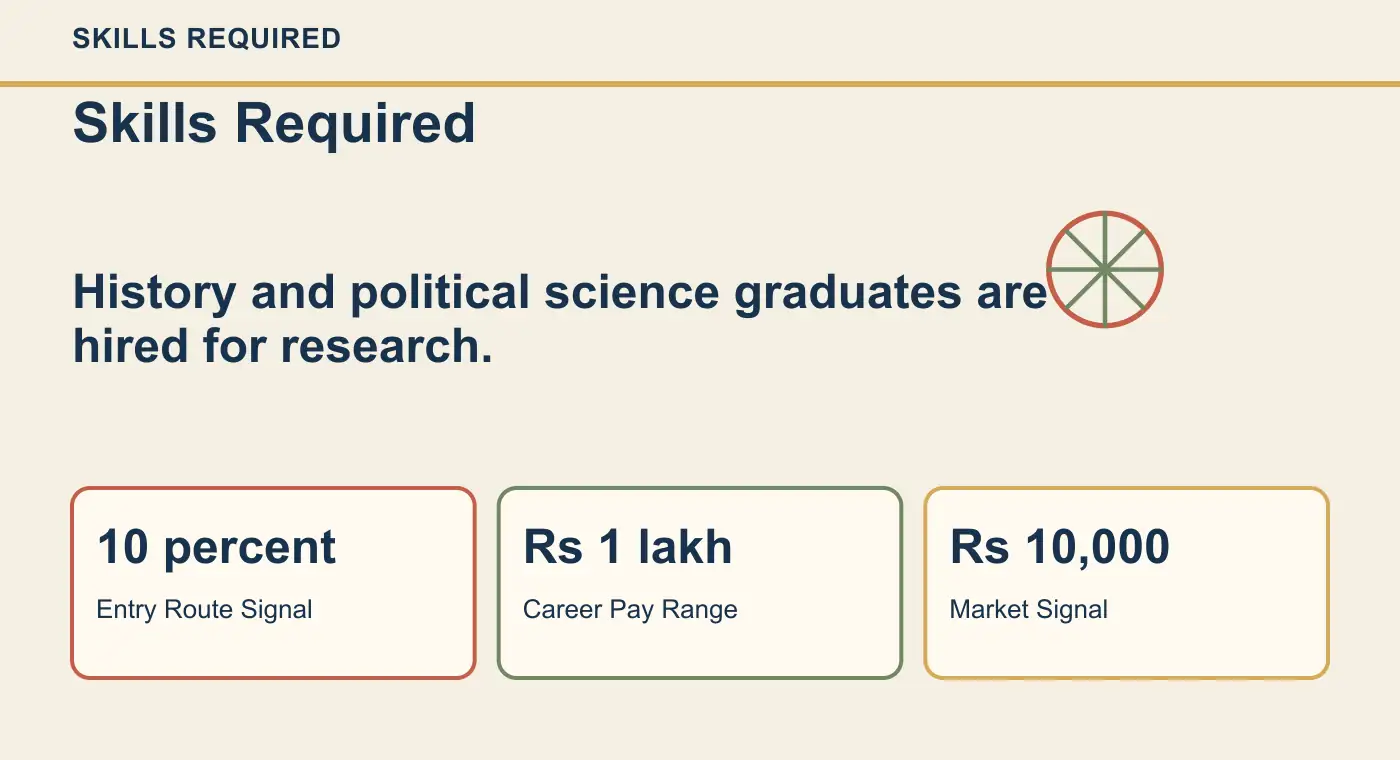 SKILLS REQUIRED
Skills Required
History and political science graduates are
hired for research.
10 percent
Entry Route Signal
Rs 1 lakh
Career Pay Range
Rs 10,000
Market Signal